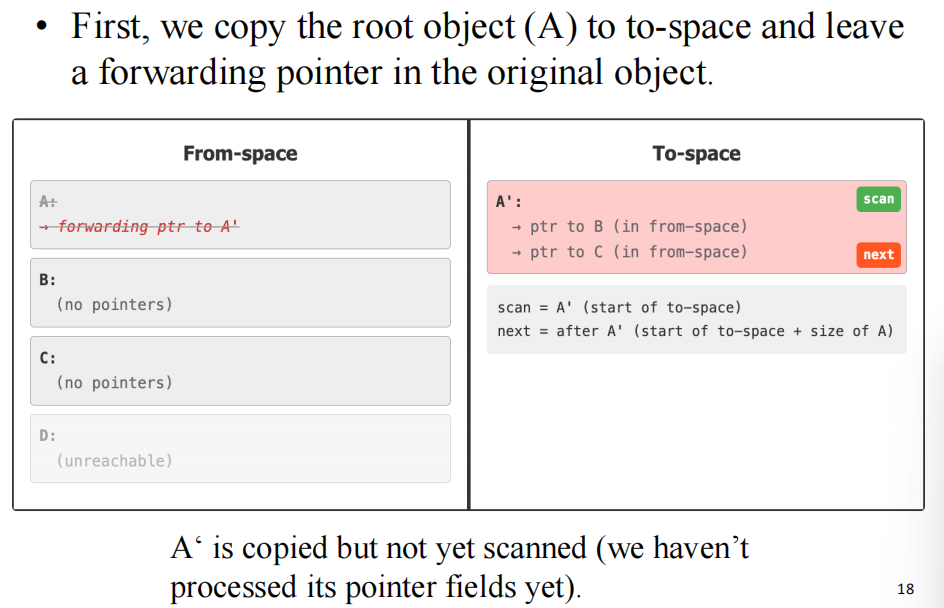 • First, we copy the root object (A) to to-space and leave
a forwarding pointer in the original object.
From-space
A:
→ forwarding ptr to A'
B:
(no pointers)
C:
(no pointers)
D:
(unreachable)
To-space
A':
scan
→ ptr to B (in from-space)
→ ptr to C (in from-space)
next
scan = A' (start of to-space)
next = after A' (start of to-space + size of A)
A‘ is copied but not yet scanned (we haven’t
processed its pointer fields yet).
18